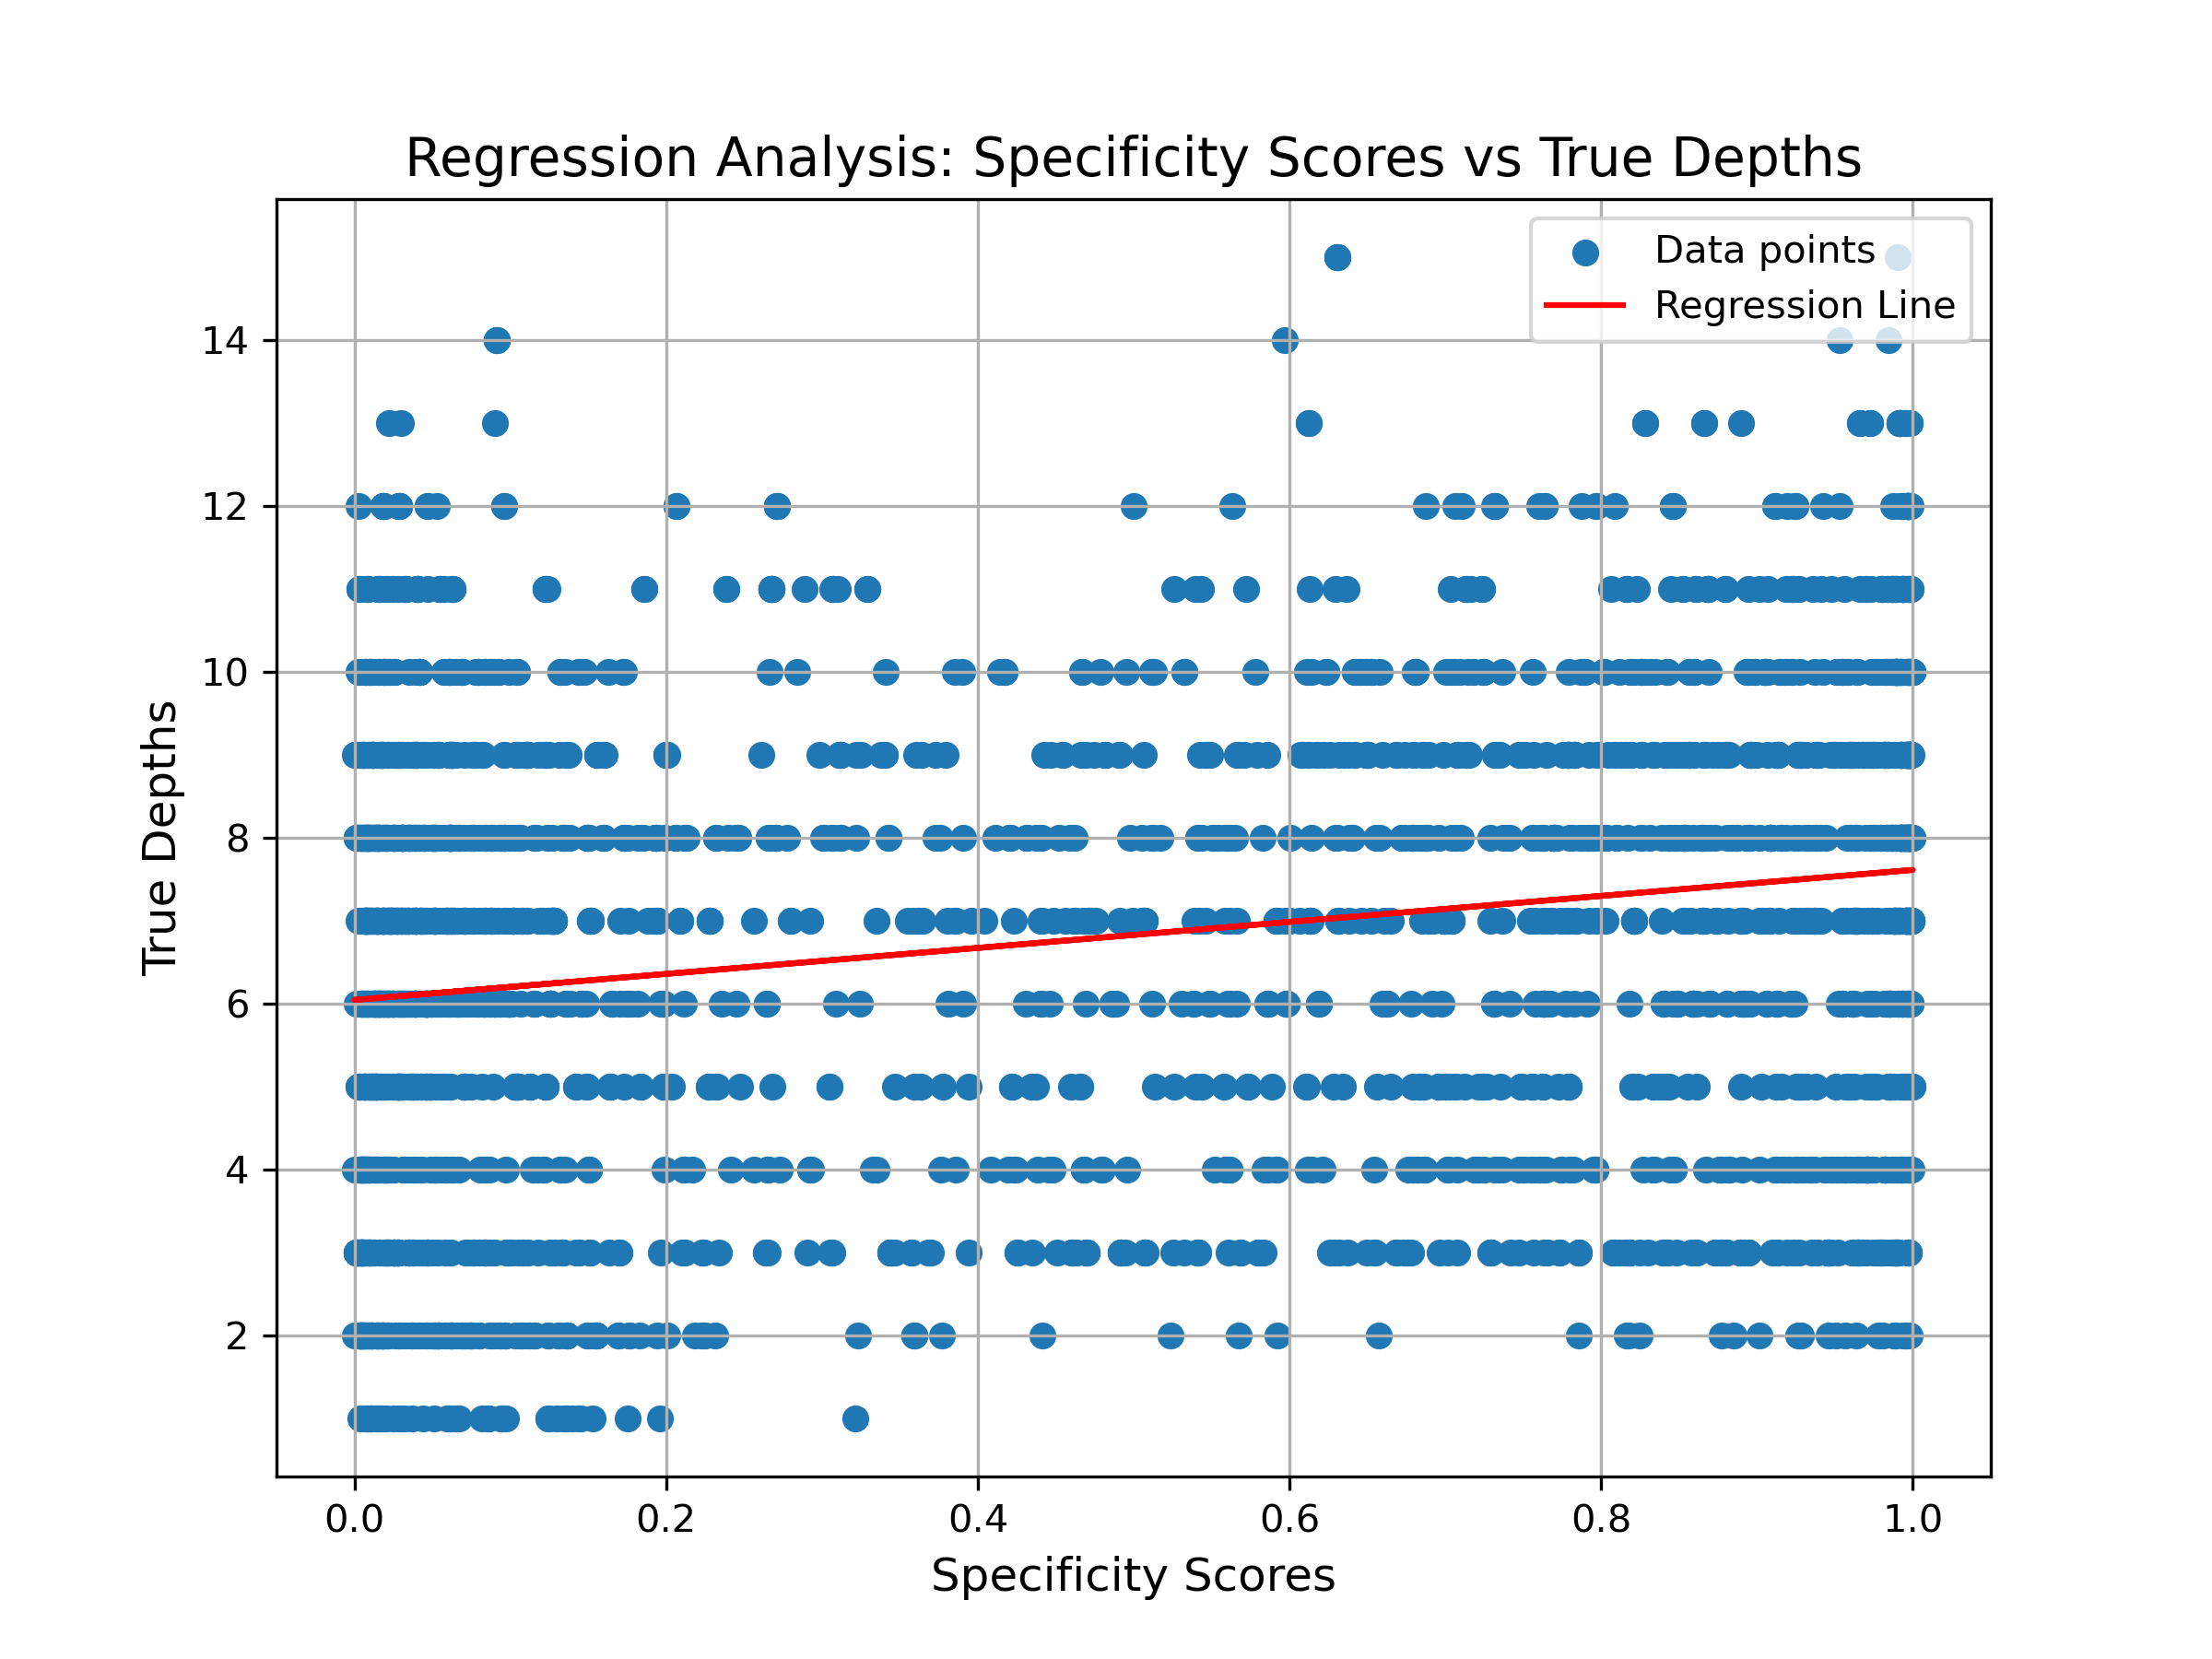 Regression Analysis: Specificity Scores vs True Depths
Data points
Regression Line
True Depths
14
12
10
8
6
4
2
0.0 0.2 0.4 0.6 0.8 1.0
Specificity Scores